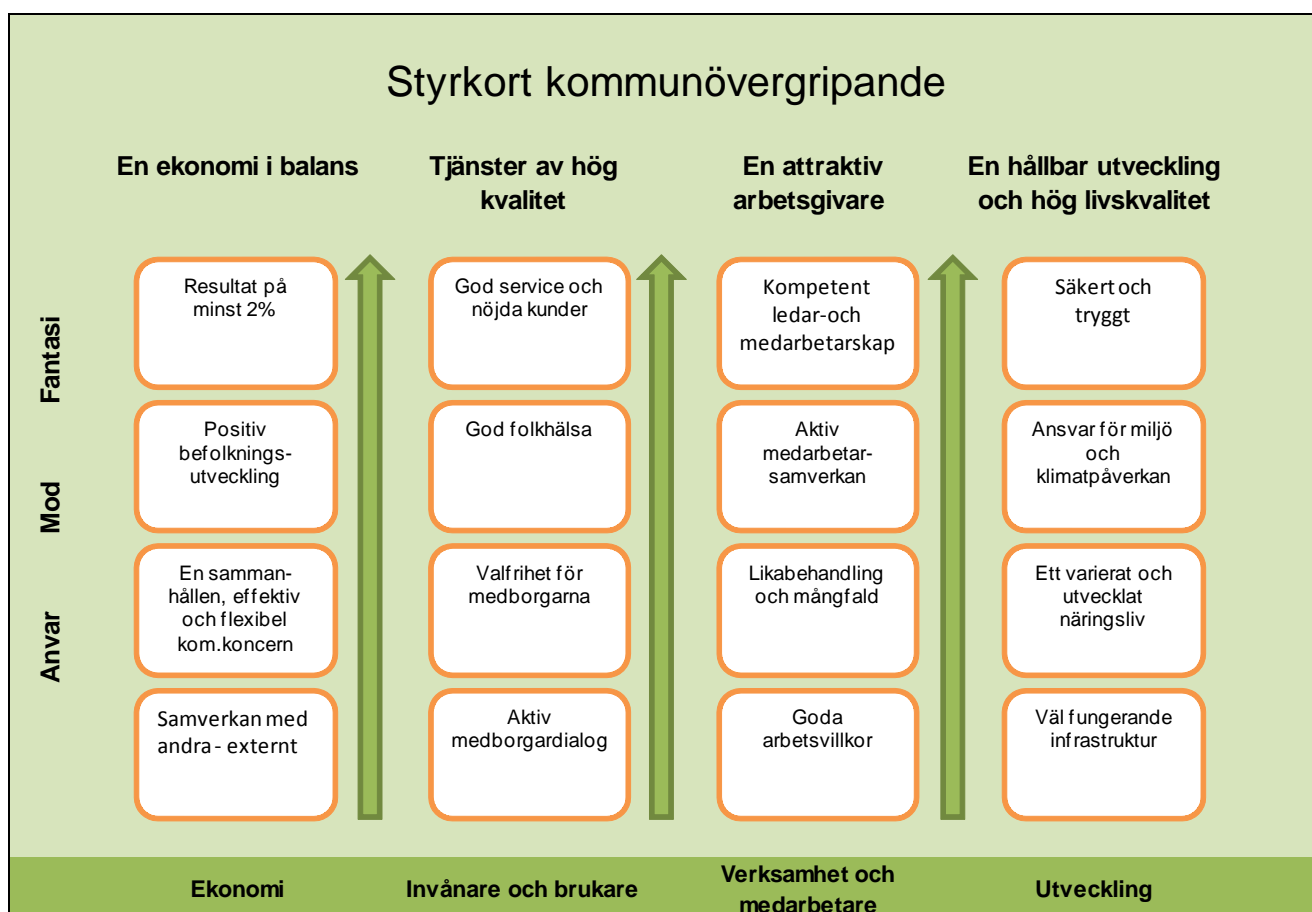 Styrkort kommunövergripande
En ekonomi i balans
Tjänster av hög
kvalitet
En attraktiv
arbetsgivare
En hållbar utveckling
och hög livskvalitet
Fantasi
Mod
Anvar
Resultat på
minst 2%
Positiv
befolknings-
utveckling
En samman-
hållen, effektiv
och flexibel
kom.koncern
Samverkan med
andra - externt
God service och
nöjda kunder
God folkhälsa
Valfrihet för
medborgarna
Aktiv
medborgardialog
Kompetent
ledar-och
medarbetarskap
Aktiv
medarbetar-
samverkan
Likabehandling
och mångfald
Goda
arbetsvillkor
Säkert och
tryggt
Ansvar för miljö
och
klimatpåverkan
Ett varierat och
utvecklat
näringsliv
Väl fungerande
infrastruktur
Ekonomi
Invånare och brukare
Verksamhet och
medarbetare
Utveckling